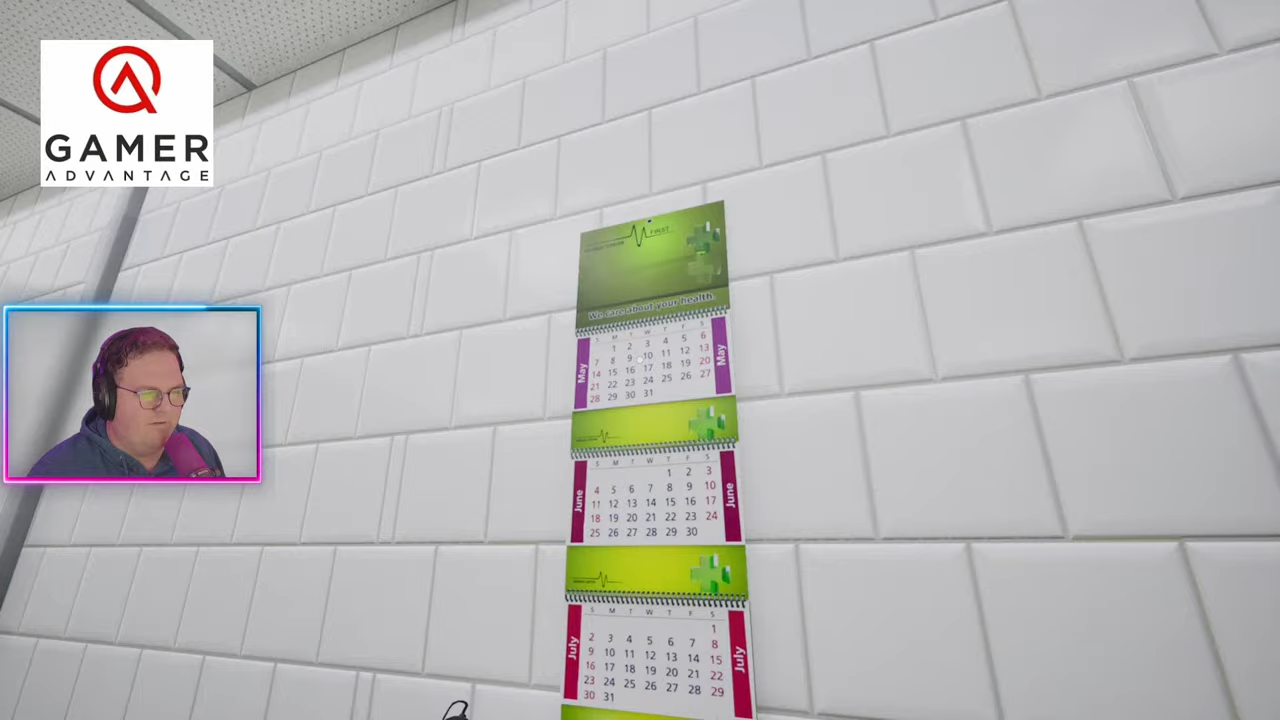 GAMER
ADVANTAGE
FIRST
We care about your health.
May
S M T W T F S
1 2 3 4 5 6
7 8 9 10 11 12 13
14 15 16 17 18 19 20
21 22 23 24 25 26 27
28 29 30 31
May
June
S M T W T F S
1 2 3
4 5 6 7 8 9 10
11 12 13 14 15 16 17
18 19 20 21 22 23 24
25 26 27 28 29 30
June
July
S M T W T F S
1
2 3 4 5 6 7 8
9 10 11 12 13 14 15
16 17 18 19 20 21 22
23 24 25 26 27 28 29
30 31
July